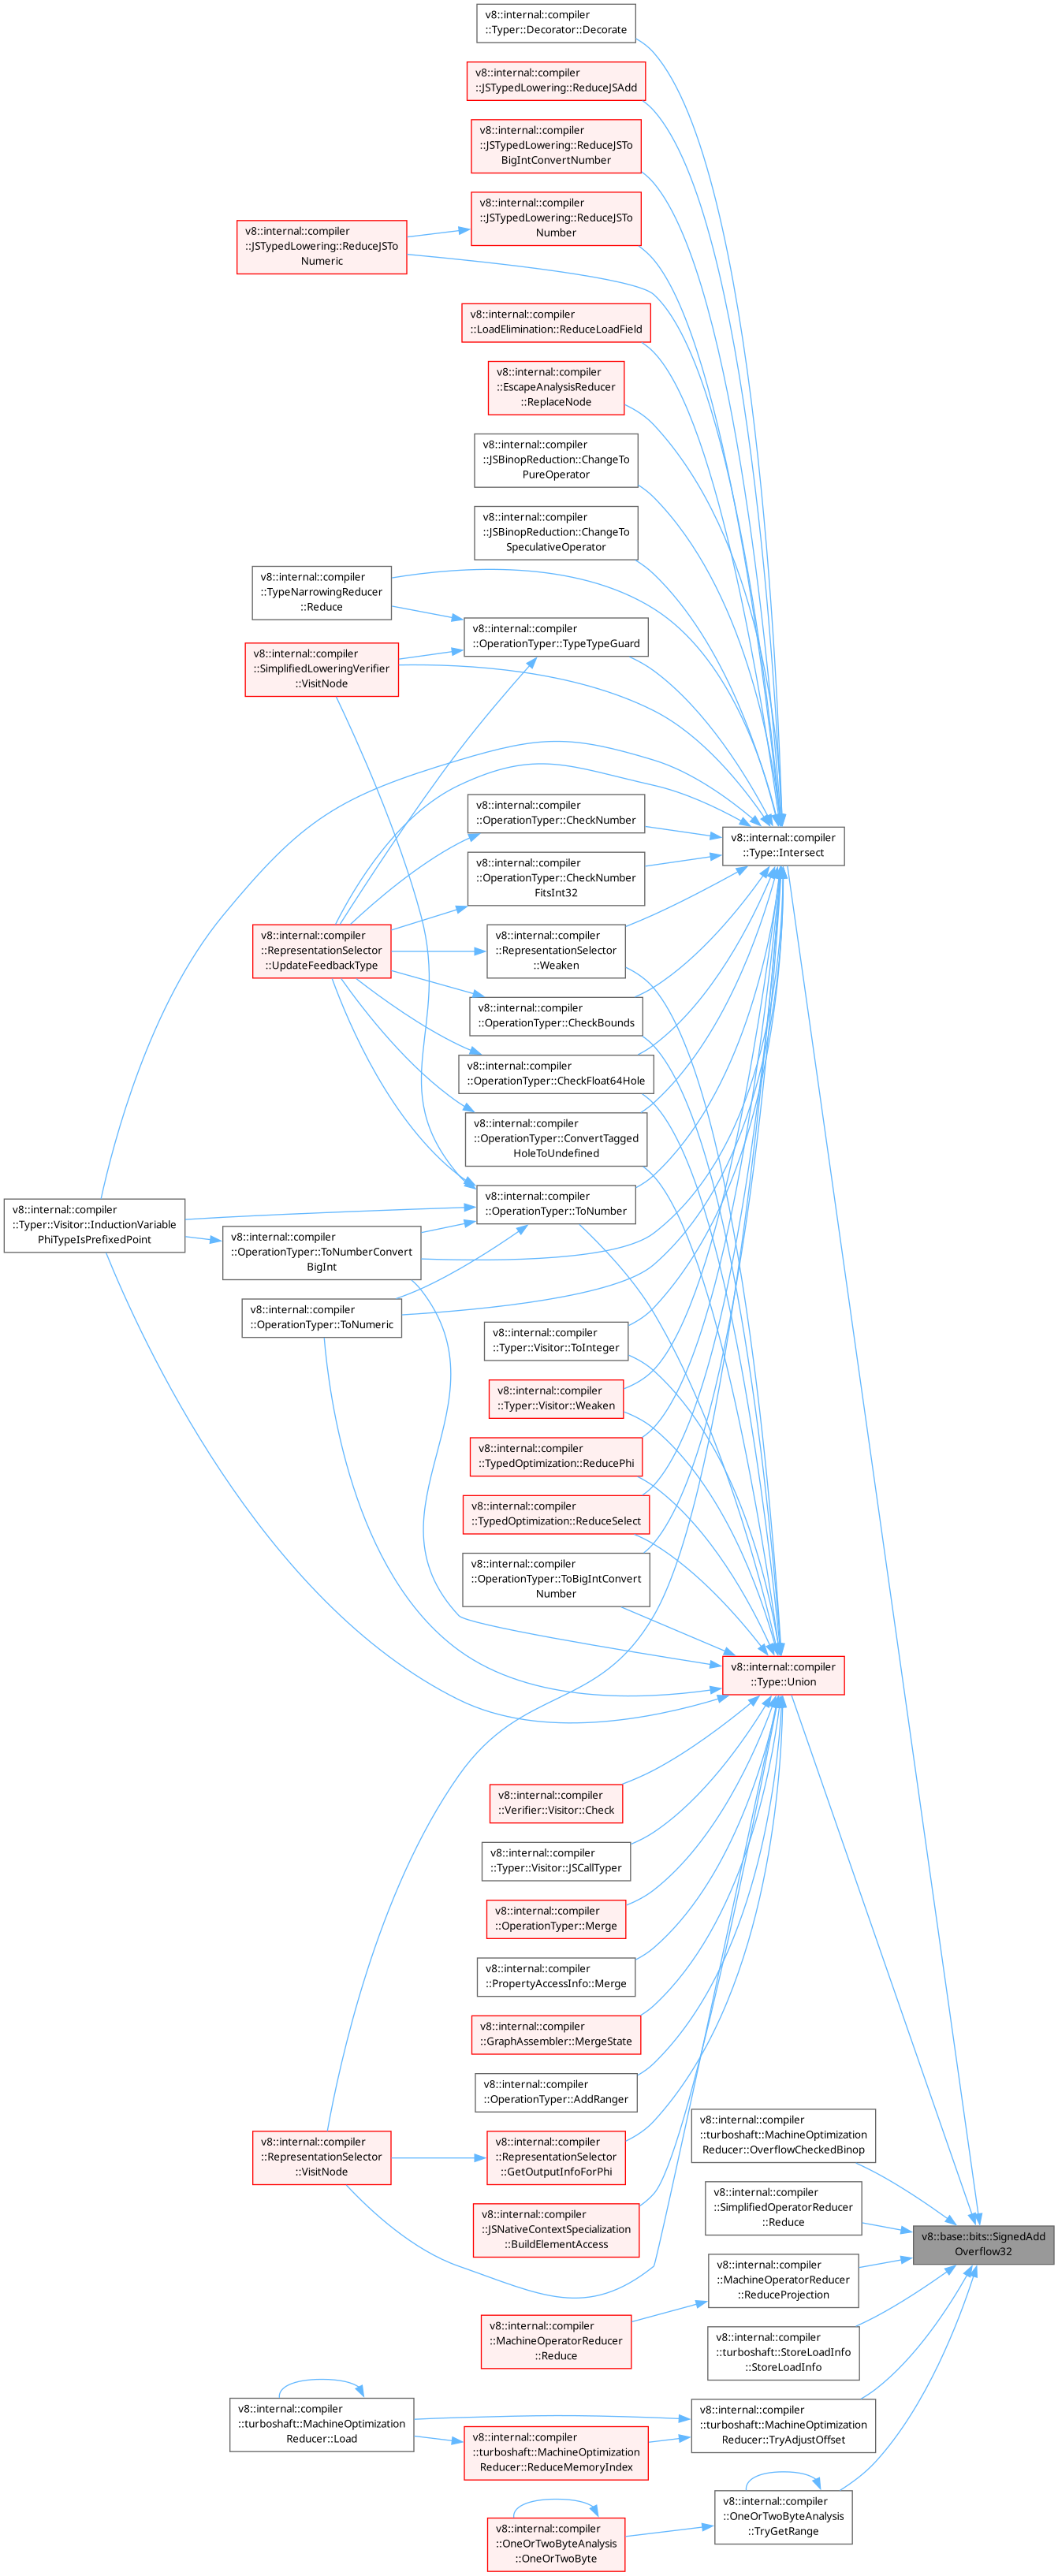 v8::internal::compiler
::Typer::Decorator::Decorate
v8::internal::compiler
::JSTypedLowering::ReduceJSAdd
v8::internal::compiler
::JSTypedLowering::ReduceJSTo
BigIntConvertNumber
v8::internal::compiler
::JSTypedLowering::ReduceJSTo
Number
v8::internal::compiler
::JSTypedLowering::ReduceJSTo
Numeric
v8::internal::compiler
::LoadElimination::ReduceLoadField
v8::internal::compiler
::EscapeAnalysisReducer
::ReplaceNode
v8::internal::compiler
::JSBinopReduction::ChangeTo
PureOperator
v8::internal::compiler
::JSBinopReduction::ChangeTo
SpeculativeOperator
v8::internal::compiler
::TypeNarrowingReducer
::Reduce
v8::internal::compiler
::OperationTyper::TypeTypeGuard
v8::internal::compiler
::SimplifiedLoweringVerifier
::VisitNode
v8::internal::compiler
::OperationTyper::CheckNumber
v8::internal::compiler
::Type::Intersect
v8::internal::compiler
::OperationTyper::CheckNumber
FitsInt32
v8::internal::compiler
::RepresentationSelector
::UpdateFeedbackType
v8::internal::compiler
::RepresentationSelector
::Weaken
v8::internal::compiler
::OperationTyper::CheckBounds
v8::internal::compiler
::OperationTyper::CheckFloat64Hole
v8::internal::compiler
::OperationTyper::ConvertTagged
HoleToUndefined
v8::internal::compiler
::OperationTyper::ToNumber
v8::internal::compiler
::Typer::Visitor::InductionVariable
PhiTypeIsPrefixedPoint
v8::internal::compiler
::OperationTyper::ToNumberConvert
BigInt
v8::internal::compiler
::OperationTyper::ToNumeric
v8::internal::compiler
::Typer::Visitor::ToInteger
v8::internal::compiler
::Typer::Visitor::Weaken
v8::internal::compiler
::TypedOptimization::ReducePhi
v8::internal::compiler
::TypedOptimization::ReduceSelect
v8::internal::compiler
::OperationTyper::ToBigIntConvert
Number
v8::internal::compiler
::Type::Union
v8::internal::compiler
::Verifier::Visitor::Check
v8::internal::compiler
::Typer::Visitor::JSCallTyper
v8::internal::compiler
::OperationTyper::Merge
v8::internal::compiler
::PropertyAccessInfo::Merge
v8::internal::compiler
::GraphAssembler::MergeState
v8::internal::compiler
::OperationTyper::AddRanger
v8::internal::compiler
::turboshaft::MachineOptimization
Reducer::OverflowCheckedBinop
v8::internal::compiler
::RepresentationSelector
::VisitNode
v8::internal::compiler
::RepresentationSelector
::GetOutputInfoForPhi
v8::internal::compiler
::SimplifiedOperatorReducer
::Reduce
v8::internal::compiler
::JSNativeContextSpecialization
::BuildElementAccess
v8::base::bits::SignedAdd
Overflow32
v8::internal::compiler
::MachineOperatorReducer
::ReduceProjection
v8::internal::compiler
::MachineOperatorReducer
::Reduce
v8::internal::compiler
::turboshaft::StoreLoadInfo
::StoreLoadInfo
v8::internal::compiler
::turboshaft::MachineOptimization
Reducer::Load
v8::internal::compiler
::turboshaft::MachineOptimization
Reducer::TryAdjustOffset
v8::internal::compiler
::turboshaft::MachineOptimization
Reducer::ReduceMemoryIndex
v8::internal::compiler
::OneOrTwoByteAnalysis
::TryGetRange
v8::internal::compiler
::OneOrTwoByteAnalysis
::OneOrTwoByte